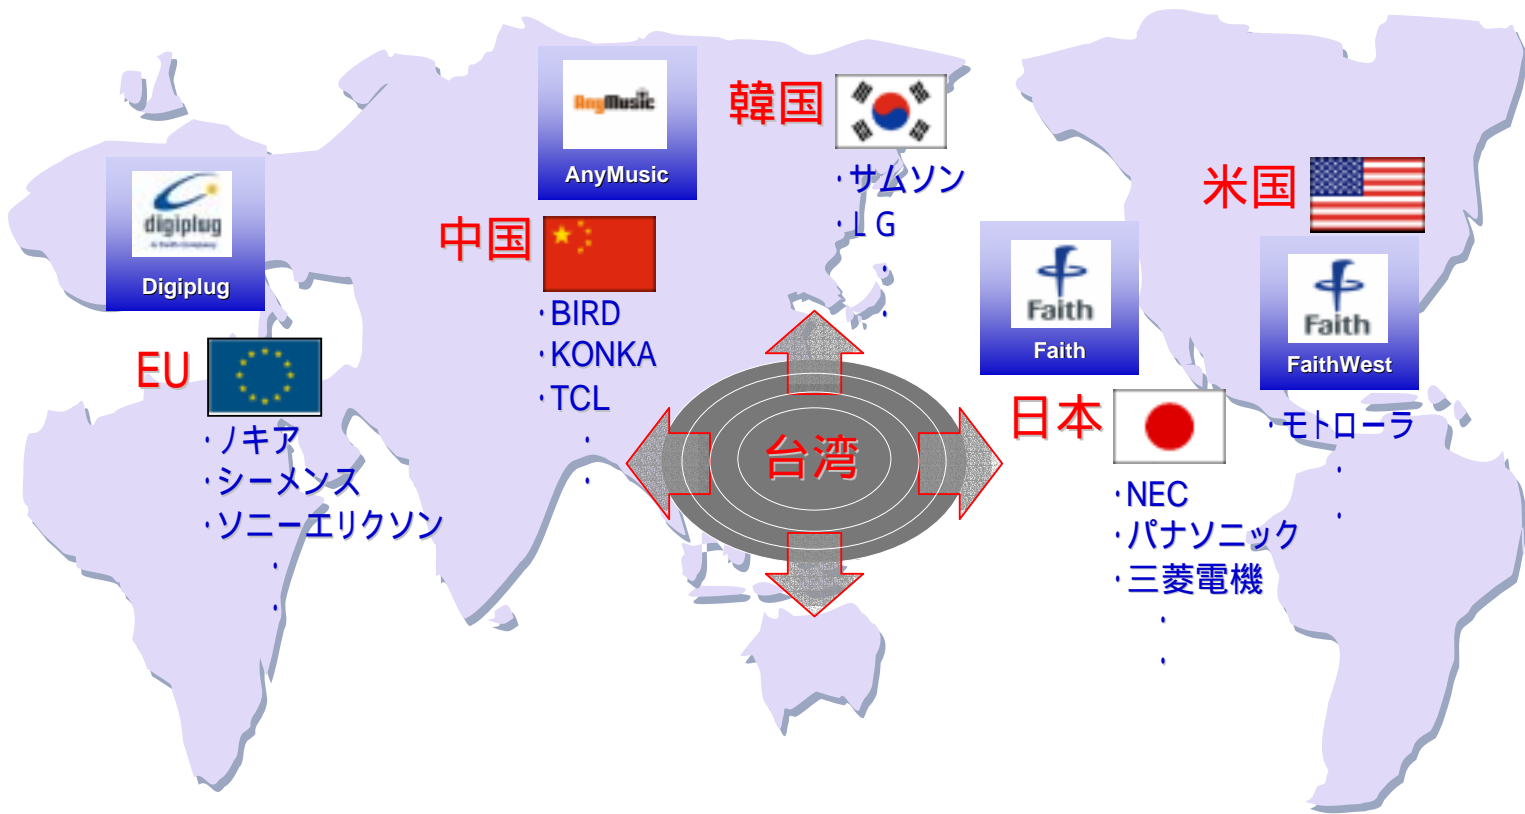 AnyMusic
AnyMusic
韓国
・サムソン
・LG
・
・
digiplug
Digiplug
中国
・BIRD
・KONKA
・TCL
・
・
米国
Faith
Faith
Faith
FaithWest
・モトローラ
・
・
EU
・ノキア
・シーメンス
・ソニーエリクソン
・
・
台湾
日本
・NEC
・パナソニック
・三菱電機
・
・